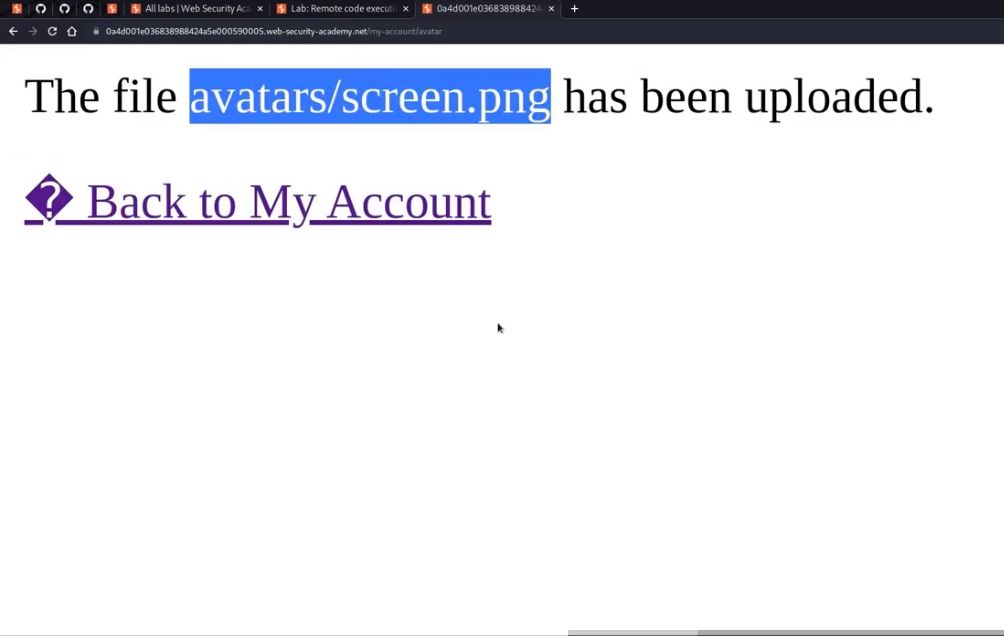 All labs | Web Security Aca
Lab: Remote code executi
0a4d001e036838988424
0a4d001e036838988424a5e000590005.web-security-academy.net/my-account/avatar
The file avatars/screen.png has been uploaded.
� Back to My Account